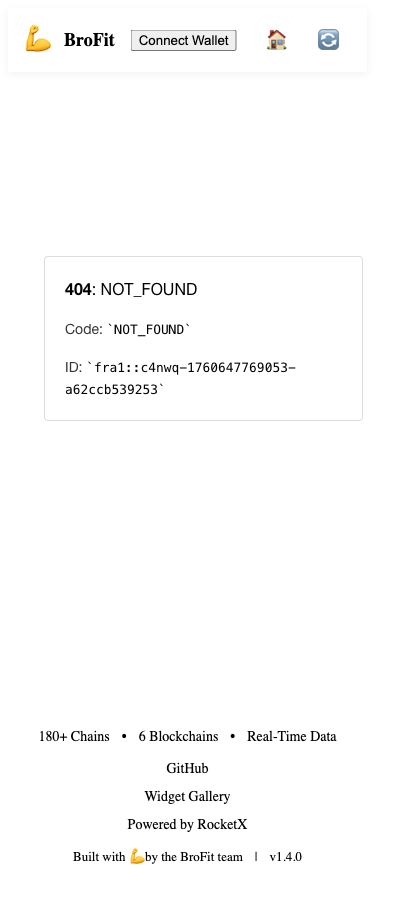 💪 BroFit Connect Wallet 🏠 🔄
404: NOT_FOUND
Code: `NOT_FOUND`
ID: `fra1::c4nwq-1760647769053-
a62ccb539253`
180+ Chains • 6 Blockchains • Real-Time Data
GitHub
Widget Gallery
Powered by RocketX
Built with 💪by the BroFit team | v1.4.0